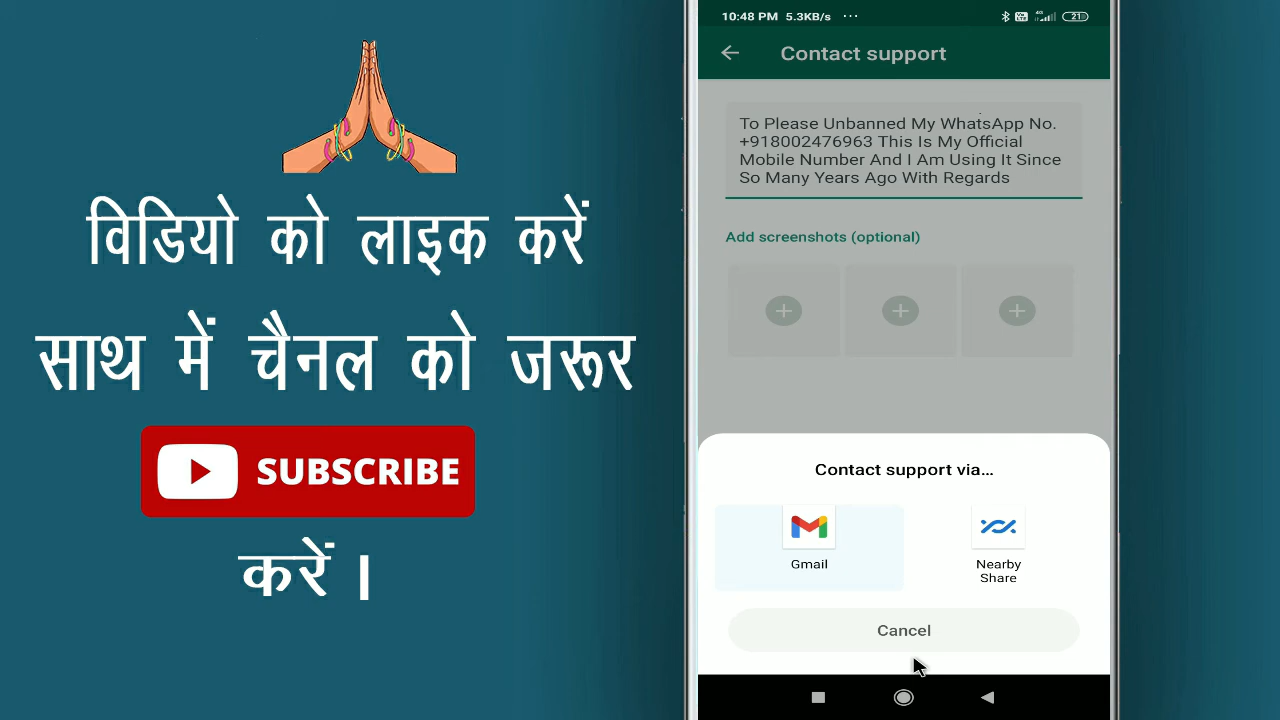 विडियो को लाइक करें
साथ में चैनल को जरूर
SUBSCRIBE
करें ।
10:48 PM 5.3KB/s ···
4G
21
Contact support
To Please Unbanned My WhatsApp No.
+918002476963 This Is My Official
Mobile Number And I Am Using It Since
So Many Years Ago With Regards
Add screenshots (optional)
Contact support via...
Gmail
Nearby
Share
Cancel